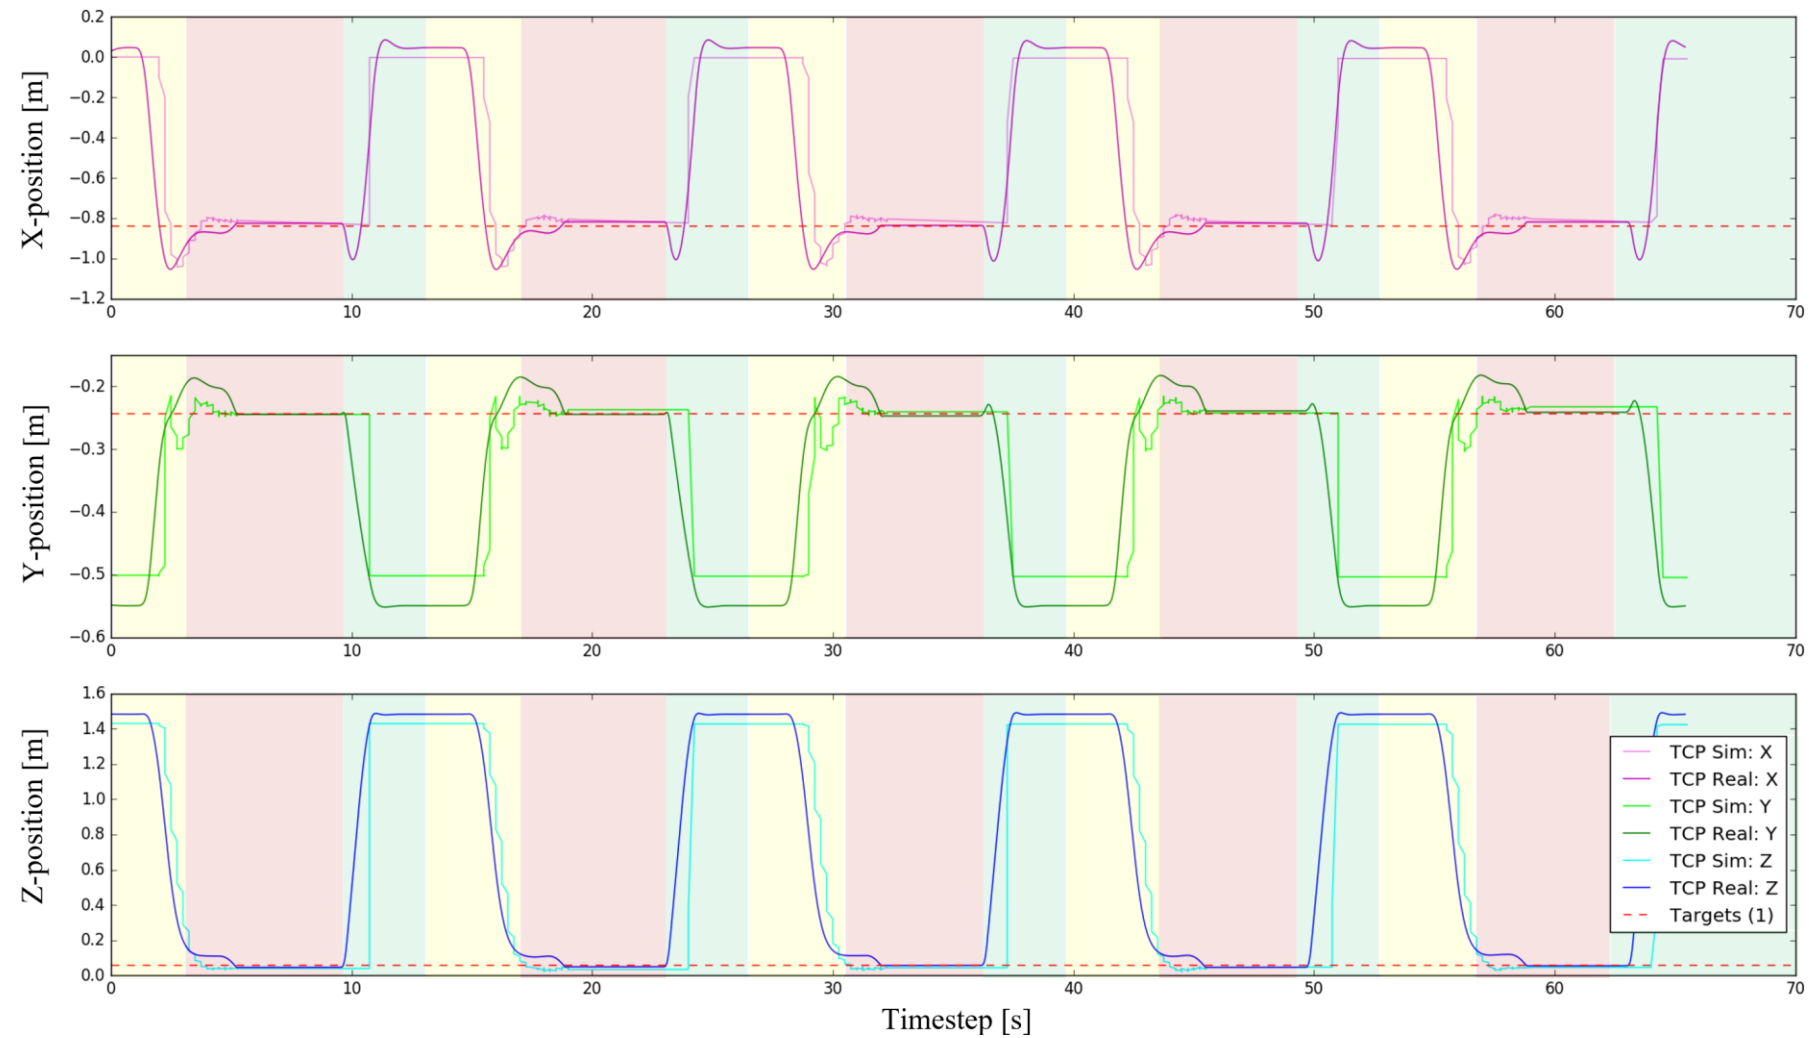 X-position [m]
0.2
0.0
−0.2
−0.4
−0.6
−0.8
−1.0
−1.2
0 10 20 30 40 50 60 70
Y-position [m]
−0.2
−0.3
−0.4
−0.5
−0.6
0 10 20 30 40 50 60 70
Z-position [m]
1.6
1.4
1.2
1.0
0.8
0.6
0.4
0.2
0.0
0 10 20 30 40 50 60 70
TCP Sim: X
TCP Real: X
TCP Sim: Y
TCP Real: Y
TCP Sim: Z
TCP Real: Z
Targets (1)
Timestep [s]